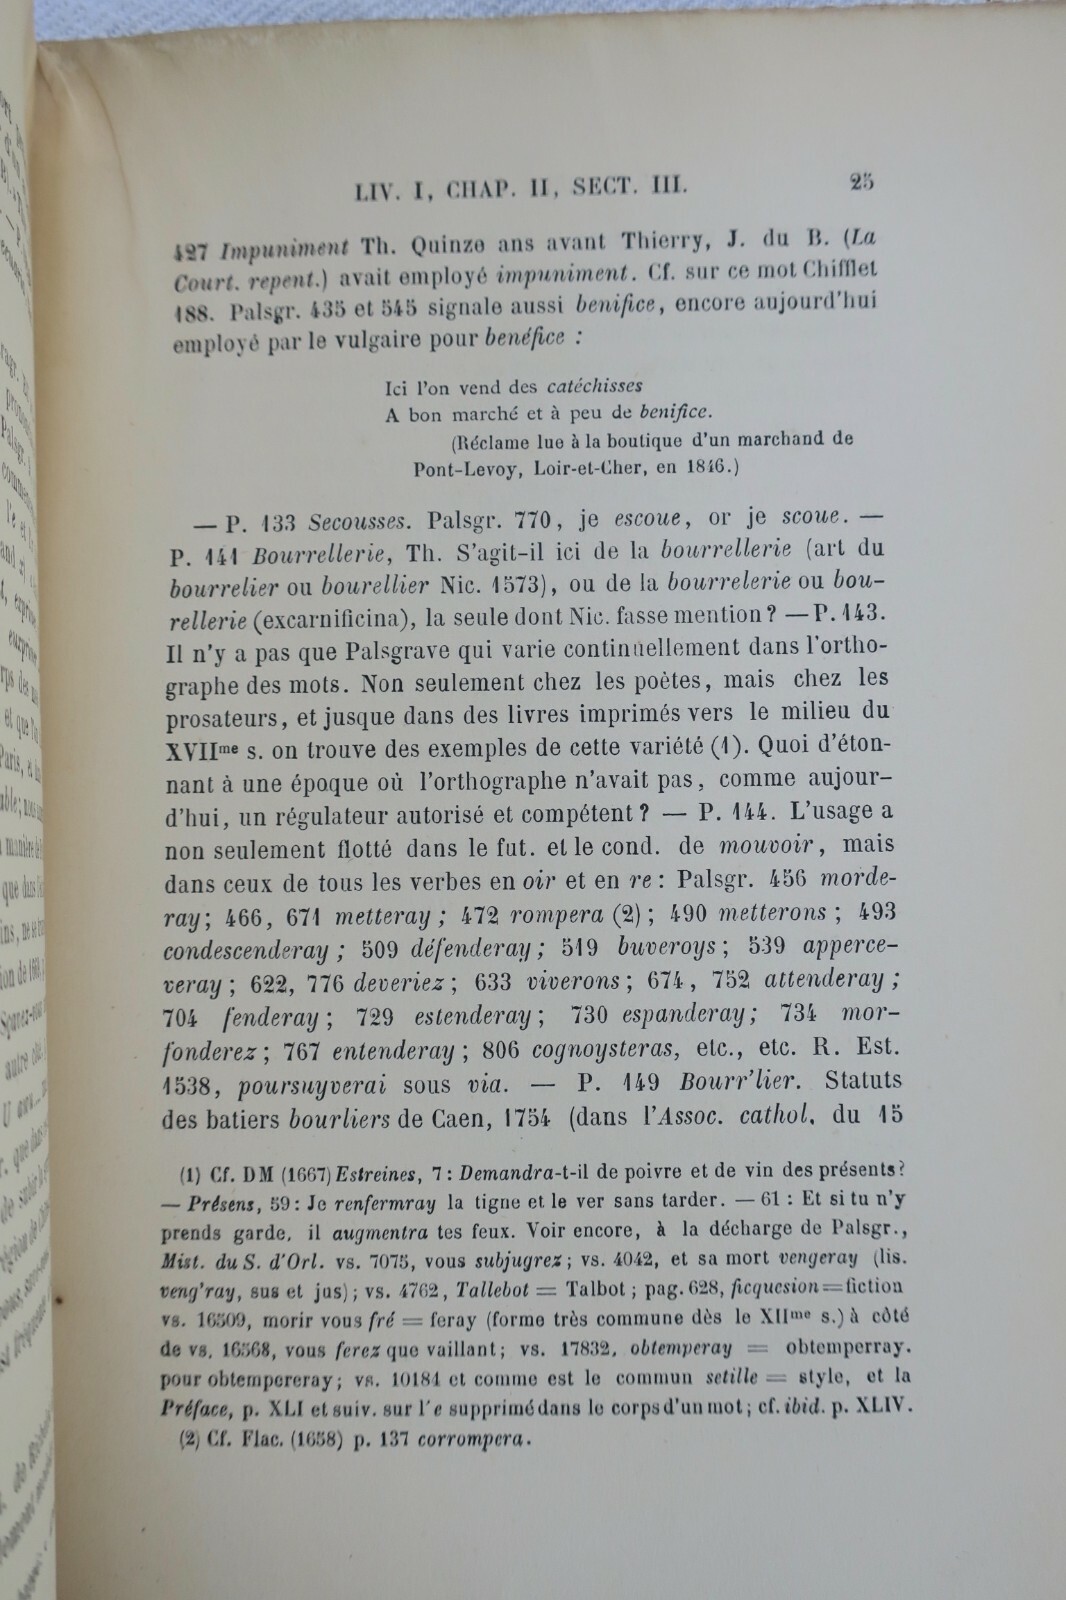 LIV. I, CHAP. II, SECT. III. 25
127 Impuniment Th. Quinze ans avant Thierry, J. du B. (La
Court. repent.) avait employé impuniment. Cf. sur ce mot Chifflet
188. Palsgr. 435 et 545 signale aussi benifice, encore aujourd'hui
employé par le vulgaire pour benéfice :
Ici l'on vend des catéchisses
A bon marché et à peu de benifice.
(Réclame lue à la boutique d'un marchand de
Pont-Levoy, Loir-et-Cher, en 1846.)
— P. 133 Secousses. Palsgr. 770, je escoue, or je scoue. —
P. 141 Bourrellerie, Th. S'agit-il ici de la bourrellerie (art du
bourrelier ou bourellier Nic. 1573), ou de la bourrelerie ou bou-
rellerie (excarnificina), la seule dont Nic. fasse mention ? — P. 143.
Il n'y a pas que Palsgrave qui varie continuellement dans l'ortho-
graphe des mots. Non seulement chez les poètes, mais chez les
prosateurs, et jusque dans des livres imprimés vers le milieu du
XVIIme s. on trouve des exemples de cette variété (1). Quoi d'éton-
nant à une époque où l'orthographe n'avait pas, comme aujour-
d'hui, un régulateur autorisé et compétent ? — P. 144. L'usage a
non seulement flotté dans le fut. et le cond. de mouvoir, mais
dans ceux de tous les verbes en oir et en re : Palsgr. 456 morde-
ray ; 466, 671 metteray ; 472 rompera (2) ; 490 metterons ; 493
condescenderay ; 509 défenderay ; 519 buveroys ; 539 apperce-
veray ; 622, 776 deveriez ; 633 viverons ; 674, 752 attenderay ;
704 fenderay ; 729 estenderay ; 730 espanderay ; 734 mor-
fonderez ; 767 entenderay ; 806 cognoysteras, etc., etc. R. Est.
1538, poursuyverai sous via. — P. 149 Bourr'lier. Statuts
des batiers bourliers de Caen, 1754 (dans l'Assoc. cathol. du 15
(1) Cf. DM (1667) Estreines, 7 : Demandra-t-il de poivre et de vin des présents ?
— Présens, 59 : Je renfermray la tigne et le ver sans tarder. — 61 : Et si tu n'y
prends garde, il augmentra tes feux. Voir encore, à la décharge de Palsgr.,
Mist. du S. d'Orl. vs. 7075, vous subjugrez ; vs. 4042, et sa mort vengeray (lis.
veng'ray, sus et jus) ; vs. 4762, Tallebot = Talbot ; pag. 628, ficquesion = fiction
vs. 16509, morir vous fré = feray (forme très commune dès le XIIme s.) à côté
de vs. 16568, vous ferez que vaillant ; vs. 17832, obtemperay = obtemperray.
pour obtempereray ; vs. 10184 et comme est le commun setille = style, et la
Préface, p. XLI et suiv. sur l'e supprimé dans le corps d'un mot ; cf. ibid. p. XLIV.
(2) Cf. Flac. (1658) p. 137 corrompera.